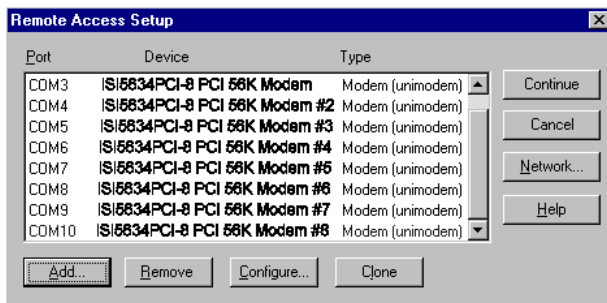 Remote Access Setup
Port Device Type
COM3 ISI5634PCI-8 PCI 56K Modem Modem (unimodem)
COM4 ISI5634PCI-8 PCI 56K Modem #2 Modem (unimodem)
COM5 ISI5634PCI-8 PCI 56K Modem #3 Modem (unimodem)
COM6 ISI5634PCI-8 PCI 56K Modem #4 Modem (unimodem)
COM7 ISI5634PCI-8 PCI 56K Modem #5 Modem (unimodem)
COM8 ISI5634PCI-8 PCI 56K Modem #6 Modem (unimodem)
COM9 ISI5634PCI-8 PCI 56K Modem #7 Modem (unimodem)
COM10 ISI5634PCI-8 PCI 56K Modem #8 Modem (unimodem)
Continue
Cancel
Network...
Help
Add... Remove Configure... Clone